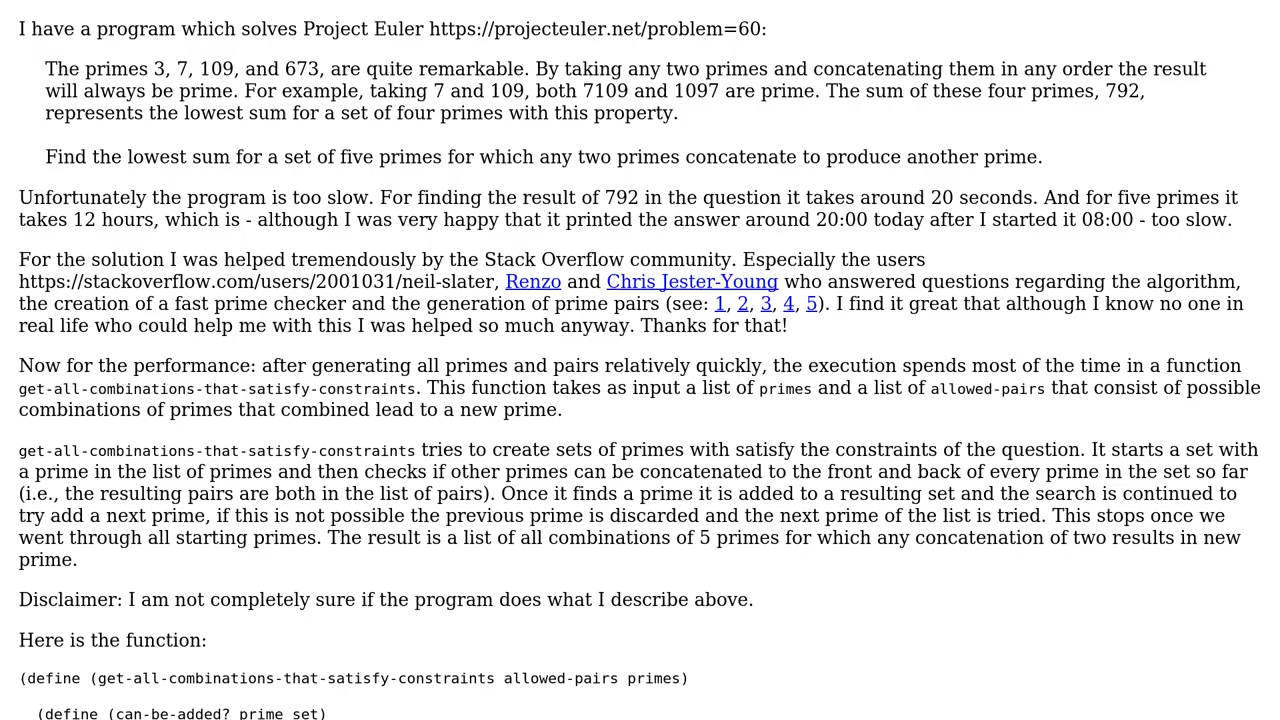 I have a program which solves Project Euler https://projecteuler.net/problem=60:
The primes 3, 7, 109, and 673, are quite remarkable. By taking any two primes and concatenating them in any order the result
will always be prime. For example, taking 7 and 109, both 7109 and 1097 are prime. The sum of these four primes, 792,
represents the lowest sum for a set of four primes with this property.
Find the lowest sum for a set of five primes for which any two primes concatenate to produce another prime.
Unfortunately the program is too slow. For finding the result of 792 in the question it takes around 20 seconds. And for five primes it
takes 12 hours, which is - although I was very happy that it printed the answer around 20:00 today after I started it 08:00 - too slow.
For the solution I was helped tremendously by the Stack Overflow community. Especially the users
https://stackoverflow.com/users/2001031/neil-slater, Renzo and Chris Jester-Young who answered questions regarding the algorithm,
the creation of a fast prime checker and the generation of prime pairs (see: 1, 2, 3, 4, 5). I find it great that although I know no one in
real life who could help me with this I was helped so much anyway. Thanks for that!
Now for the performance: after generating all primes and pairs relatively quickly, the execution spends most of the time in a function
get-all-combinations-that-satisfy-constraints. This function takes as input a list of primes and a list of allowed-pairs that consist of possible
combinations of primes that combined lead to a new prime.
get-all-combinations-that-satisfy-constraints tries to create sets of primes with satisfy the constraints of the question. It starts a set with
a prime in the list of primes and then checks if other primes can be concatenated to the front and back of every prime in the set so far
(i.e., the resulting pairs are both in the list of pairs). Once it finds a prime it is added to a resulting set and the search is continued to
try add a next prime, if this is not possible the previous prime is discarded and the next prime of the list is tried. This stops once we
went through all starting primes. The result is a list of all combinations of 5 primes for which any concatenation of two results in new
prime.
Disclaimer: I am not completely sure if the program does what I describe above.
Here is the function:
(define (get-all-combinations-that-satisfy-constraints allowed-pairs primes)
(define (can-be-added? prime set)